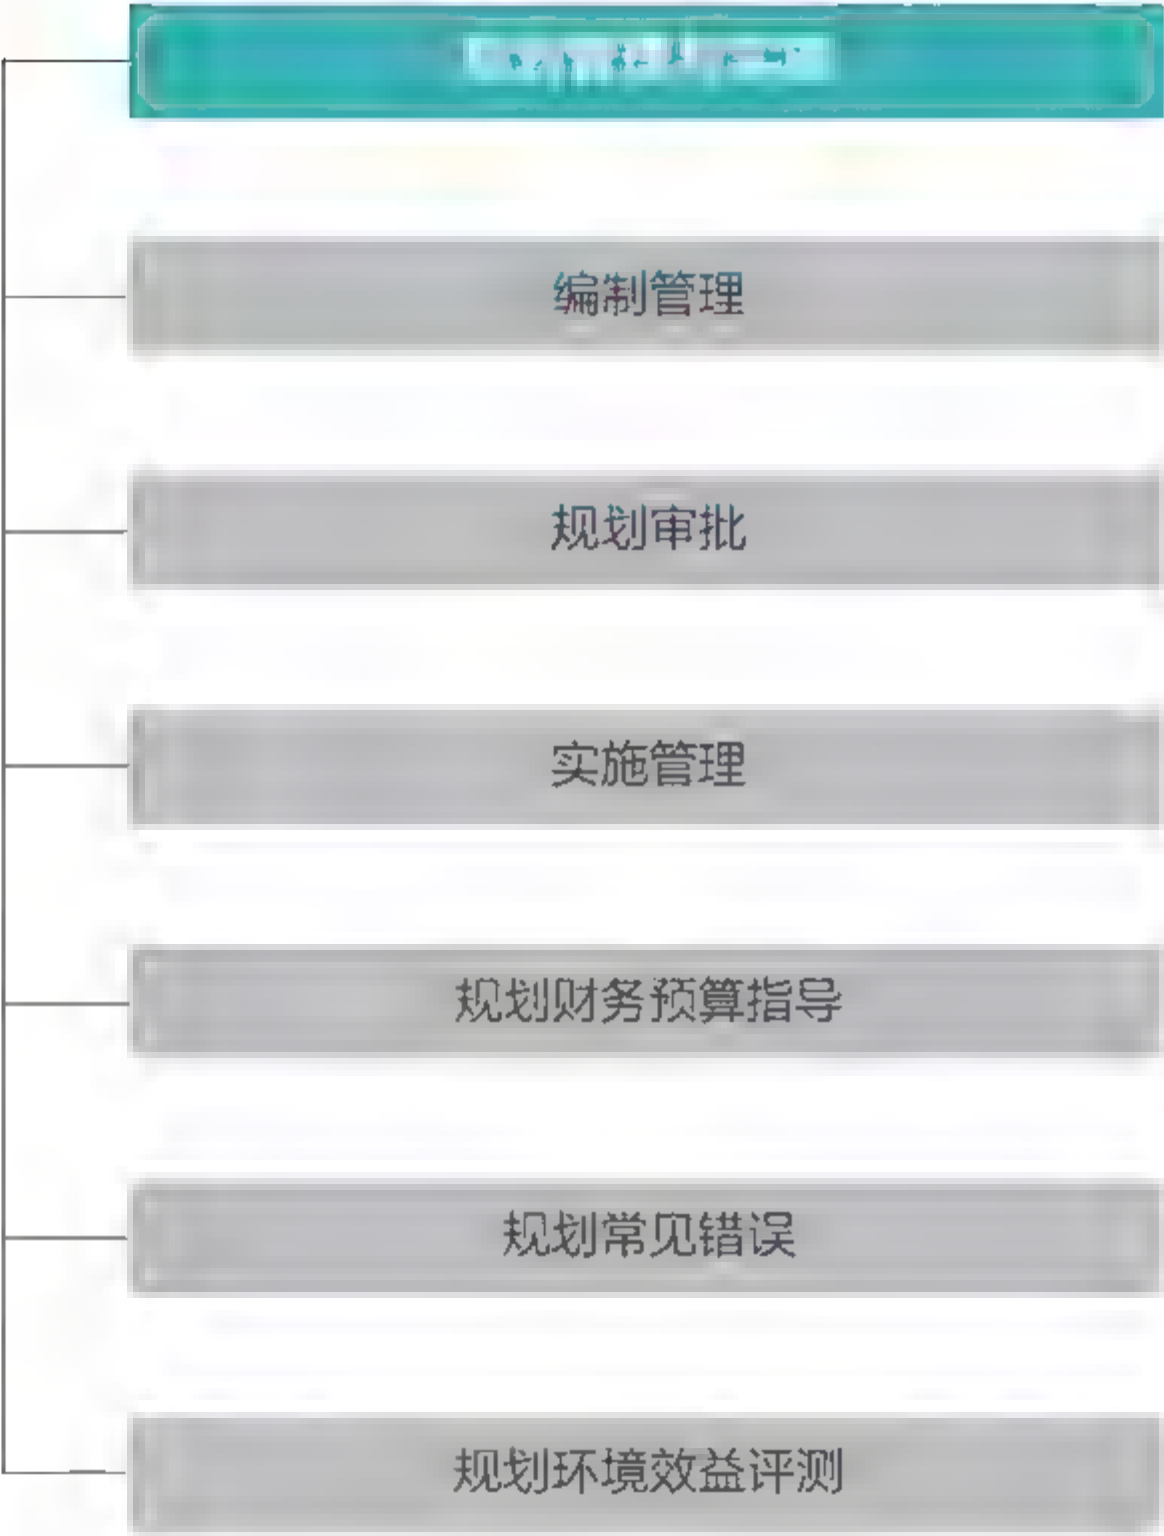 编制管理
规划审批
实施管理
规划财务预算指导
规划常见错误
规划环境效益评测